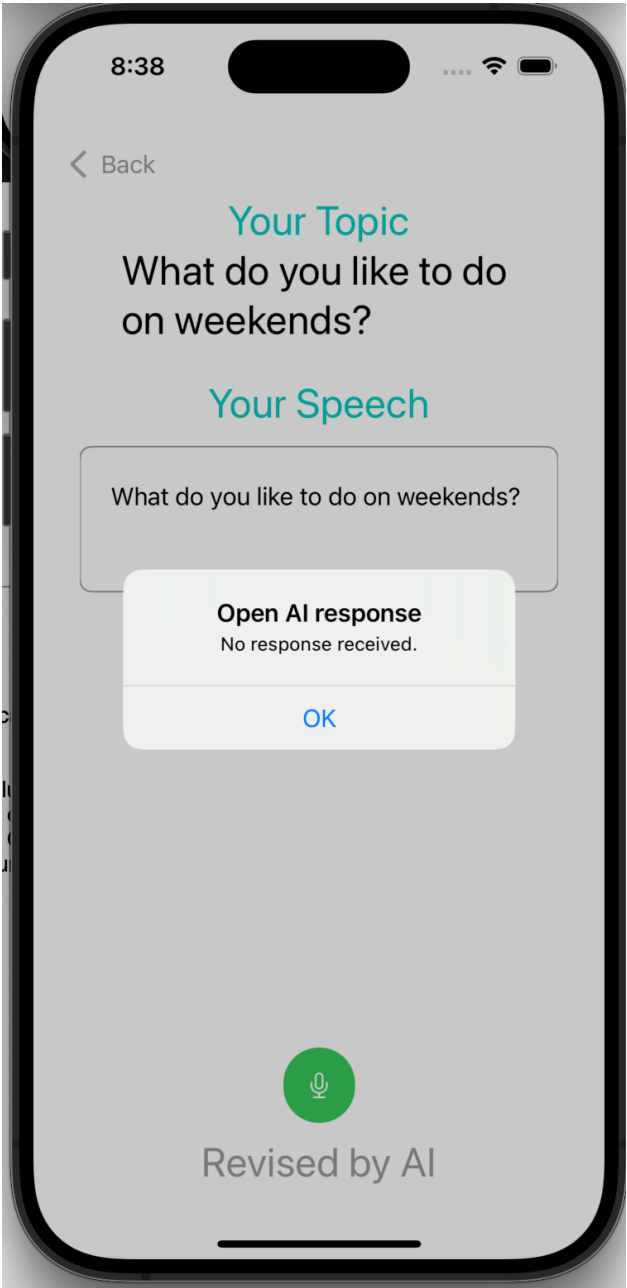 8:38
Back
Your Topic
What do you like to do
on weekends?
Your Speech
What do you like to do on weekends?
Open AI response
No response received.
OK
Revised by AI